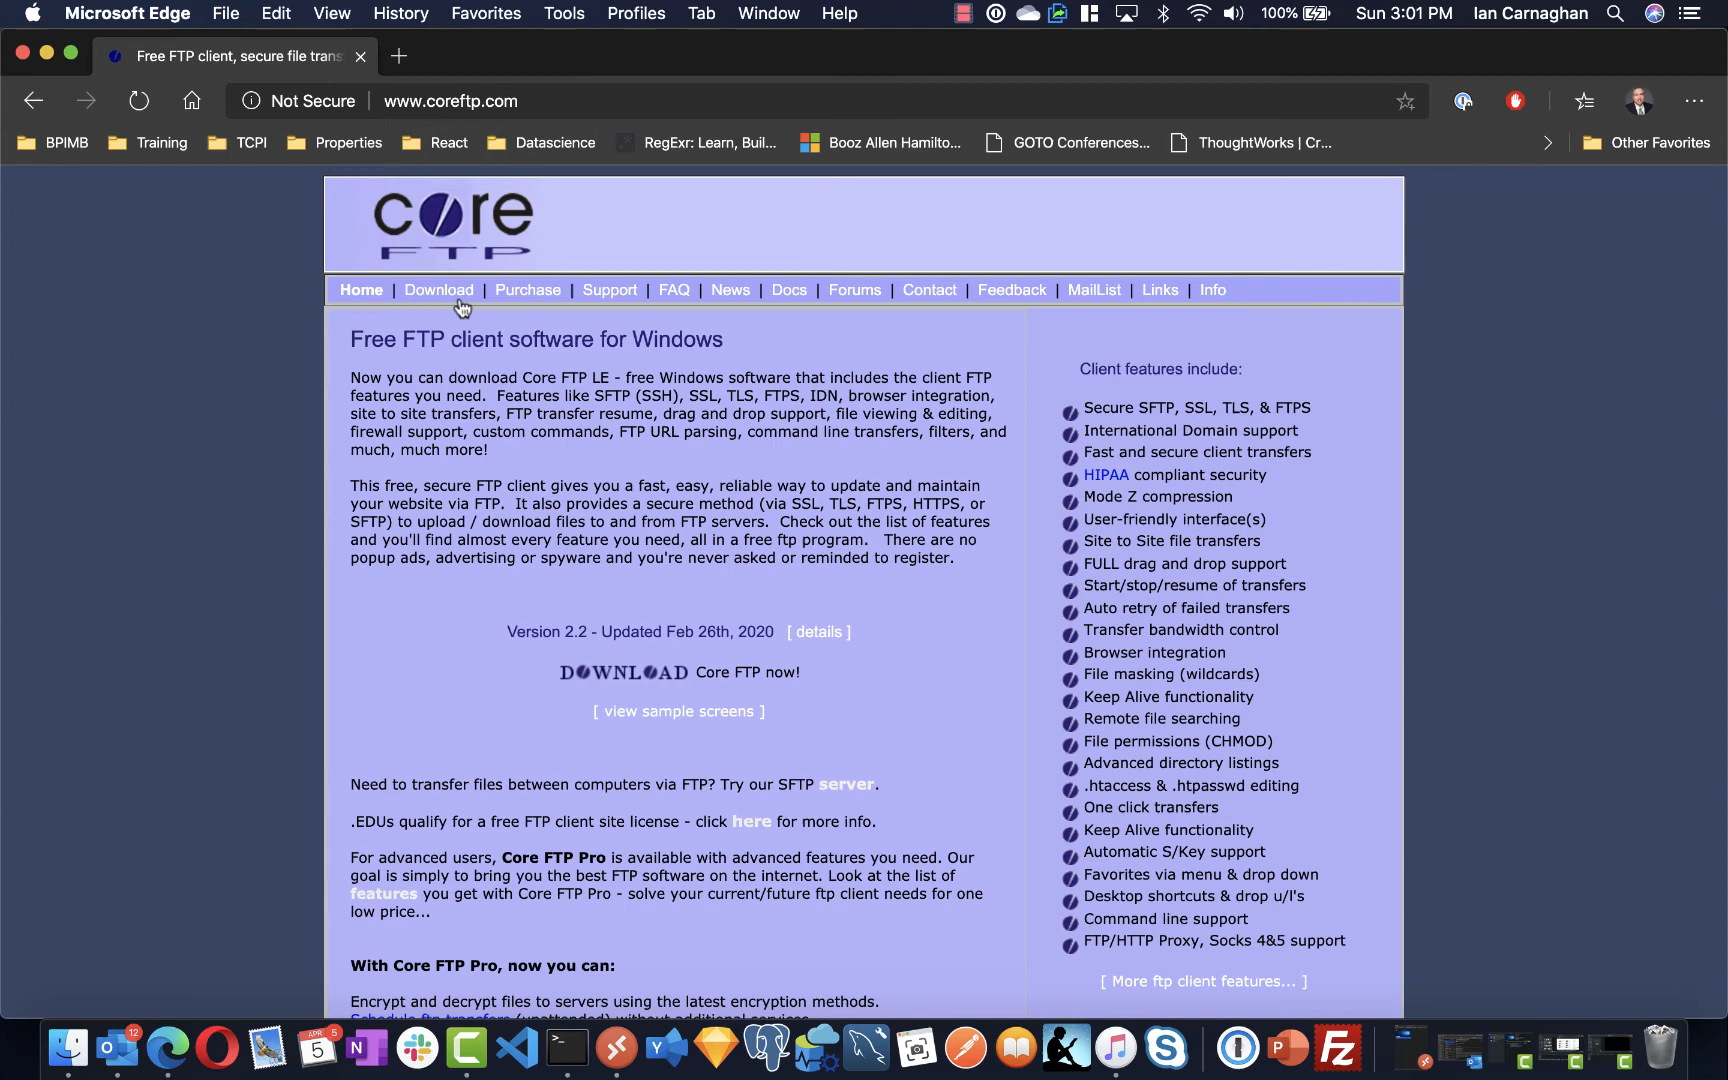 Microsoft Edge File Edit View History Favorites Tools Profiles Tab Window Help 100% Sun 3:01 PM Ian Carnaghan
Free FTP client, secure file trans
Not Secure www.coreftp.com
BPIMB Training TCPI Properties React Datascience RegExr: Learn, Buil... Booz Allen Hamilto... GOTO Conferences... ThoughtWorks | Cr... Other Favorites
core
FTP
Home | Download | Purchase | Support | FAQ | News | Docs | Forums | Contact | Feedback | MailList | Links | Info
Free FTP client software for Windows
Now you can download Core FTP LE - free Windows software that includes the client FTP
features you need. Features like SFTP (SSH), SSL, TLS, FTPS, IDN, browser integration,
site to site transfers, FTP transfer resume, drag and drop support, file viewing & editing,
firewall support, custom commands, FTP URL parsing, command line transfers, filters, and
much, much more!
This free, secure FTP client gives you a fast, easy, reliable way to update and maintain
your website via FTP. It also provides a secure method (via SSL, TLS, FTPS, HTTPS, or
SFTP) to upload / download files to and from FTP servers. Check out the list of features
and you'll find almost every feature you need, all in a free ftp program. There are no
popup ads, advertising or spyware and you're never asked or reminded to register.
Version 2.2 - Updated Feb 26th, 2020 [ details ]
DOWNLOAD Core FTP now!
[ view sample screens ]
Need to transfer files between computers via FTP? Try our SFTP server.
.EDUs qualify for a free FTP client site license - click here for more info.
For advanced users, Core FTP Pro is available with advanced features you need. Our
goal is simply to bring you the best FTP software on the internet. Look at the list of
features you get with Core FTP Pro - solve your current/future ftp client needs for one
low price...
With Core FTP Pro, now you can:
Encrypt and decrypt files to servers using the latest encryption methods.
Schedule ftp transfers (unattended) without additional services
Client features include:
Secure SFTP, SSL, TLS, & FTPS
International Domain support
Fast and secure client transfers
HIPAA compliant security
Mode Z compression
User-friendly interface(s)
Site to Site file transfers
FULL drag and drop support
Start/stop/resume of transfers
Auto retry of failed transfers
Transfer bandwidth control
Browser integration
File masking (wildcards)
Keep Alive functionality
Remote file searching
File permissions (CHMOD)
Advanced directory listings
.htaccess & .htpasswd editing
One click transfers
Keep Alive functionality
Automatic S/Key support
Favorites via menu & drop down
Desktop shortcuts & drop u/l's
Command line support
FTP/HTTP Proxy, Socks 4&5 support
[ More ftp client features... ]
12
APR 5
5